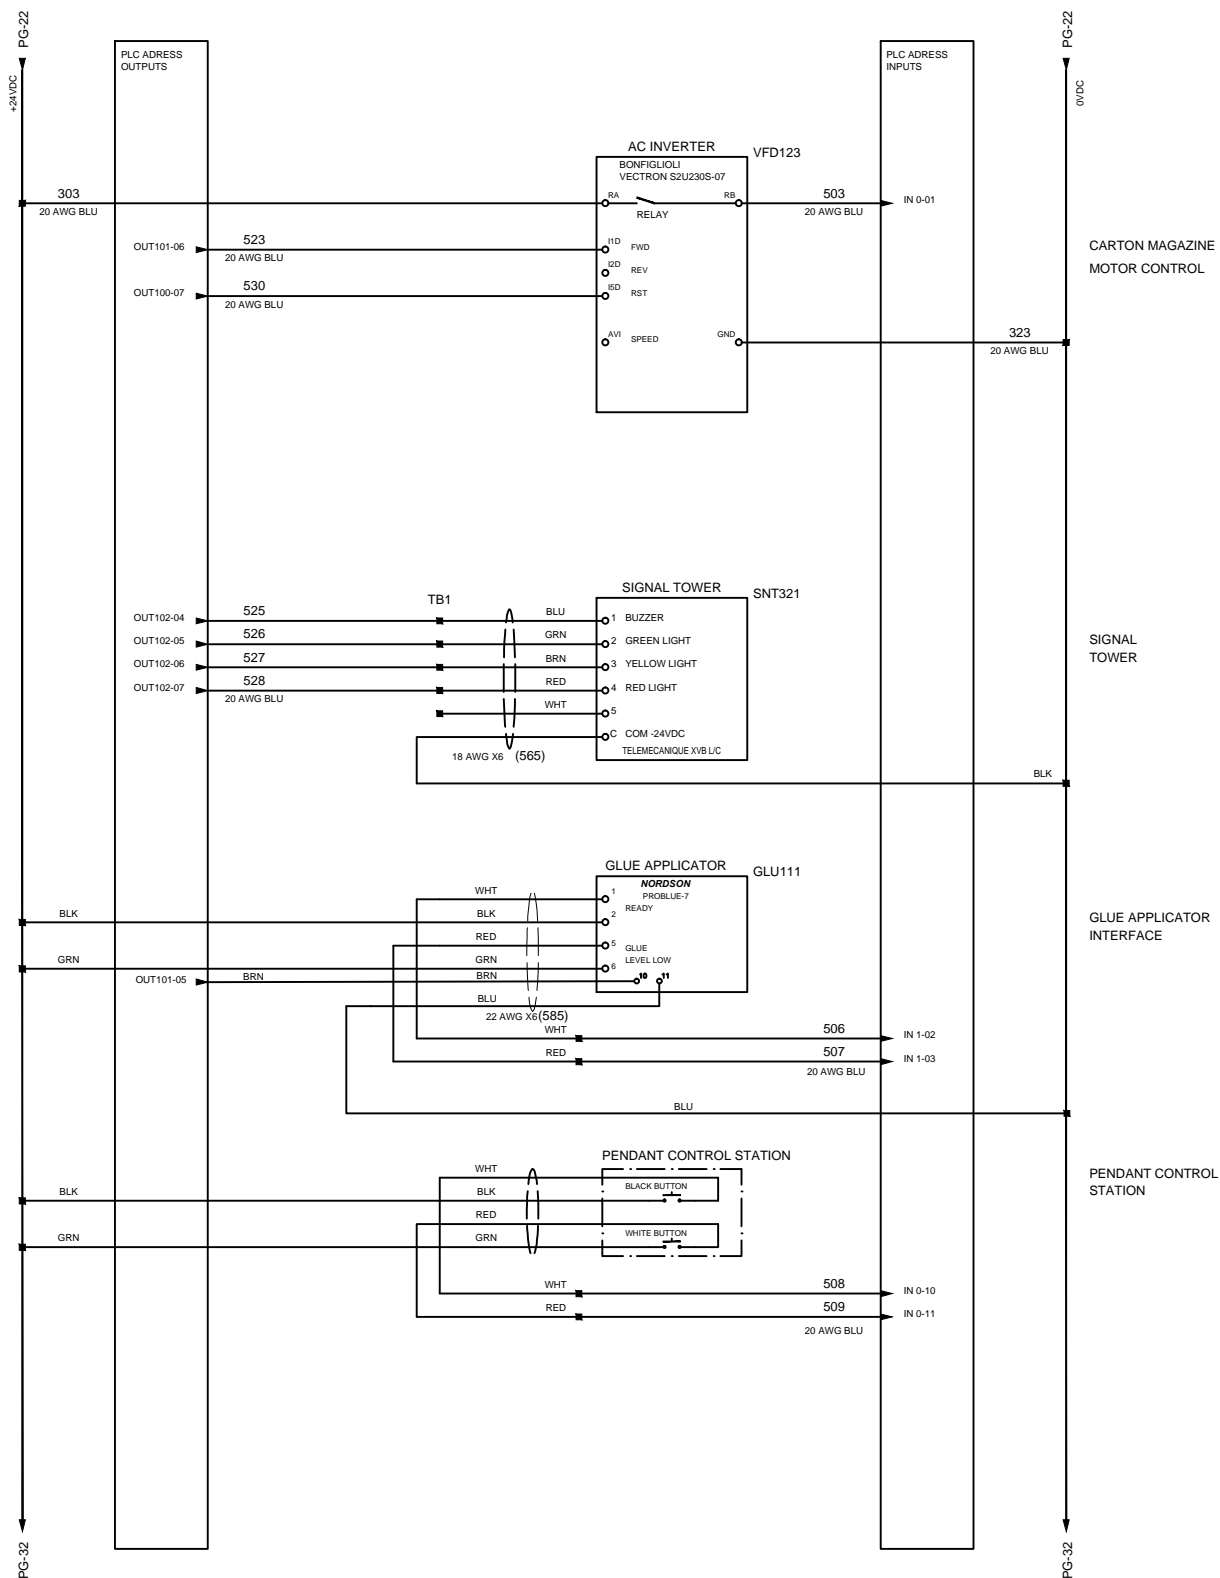 PG-22
PG-22
+24VDC
0VDC
PLC ADRESS
OUTPUTS
PLC ADRESS
INPUTS
AC INVERTER
VFD123
BONFIGLIOLI
VECTRON S2U230S-07
303
20 AWG BLU
RA
RB
RELAY
503
20 AWG BLU
IN 0-01
OUT101-06
523
20 AWG BLU
I1D
FWD
I2D
REV
OUT100-07
530
20 AWG BLU
I5D
RST
CARTON MAGAZINE
MOTOR CONTROL
AVI
SPEED
GND
323
20 AWG BLU
SIGNAL TOWER
SNT321
TB1
OUT102-04
525
BLU
1
BUZZER
OUT102-05
526
GRN
2
GREEN LIGHT
OUT102-06
527
BRN
3
YELLOW LIGHT
OUT102-07
528
20 AWG BLU
RED
4
RED LIGHT
WHT
5
C
COM -24VDC
TELEMECANIQUE XVB L/C
18 AWG X6
(565)
BLK
SIGNAL
TOWER
GLUE APPLICATOR
GLU111
NORDSON
PROBLUE-7
WHT
1
READY
BLK
BLK
2
RED
5
GLUE
LEVEL LOW
GRN
GRN
6
OUT101-05
BRN
BRN
10
11
BLU
22 AWG X6
(585)
WHT
506
IN 1-02
RED
507
20 AWG BLU
IN 1-03
BLU
GLUE APPLICATOR
INTERFACE
PENDANT CONTROL STATION
WHT
BLACK BUTTON
BLK
BLK
RED
WHITE BUTTON
GRN
GRN
WHT
508
IN 0-10
RED
509
20 AWG BLU
IN 0-11
PENDANT CONTROL
STATION
PG-32
PG-32